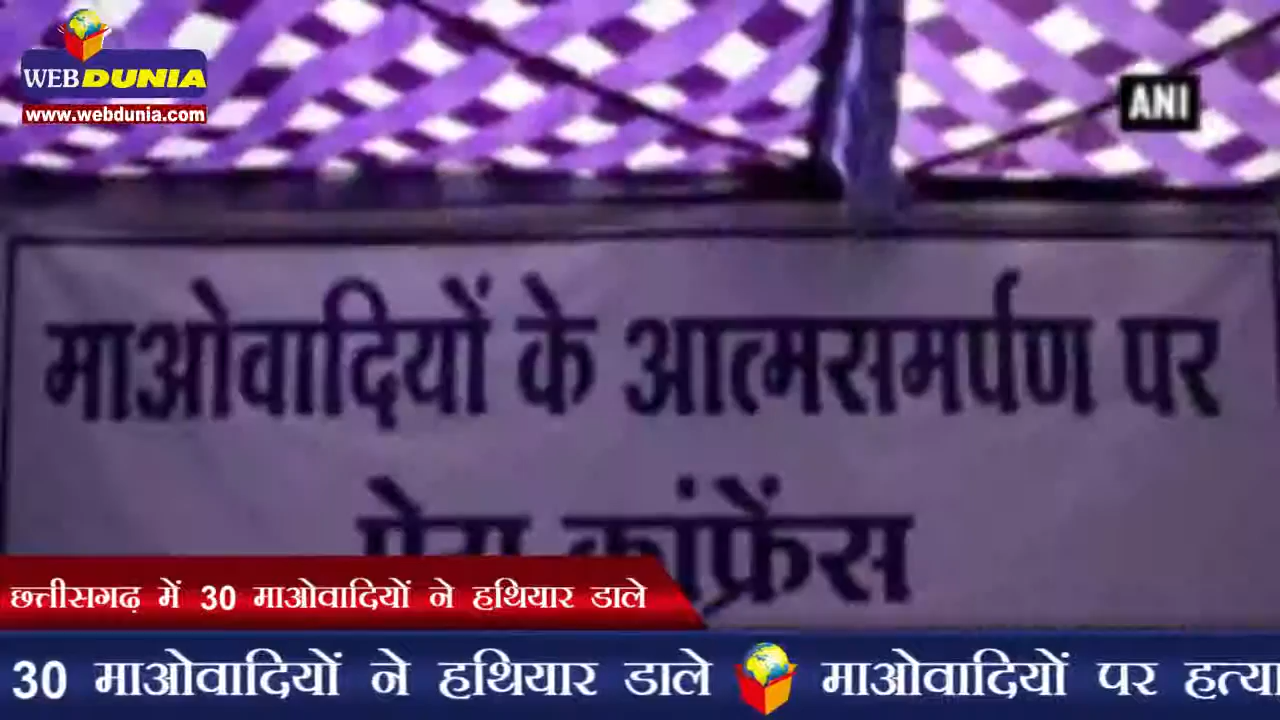 WEBDUNIA
www.webdunia.com
ANI
माओवादियों के आत्मसमर्पण पर
प्रेस कांफ्रेंस
छत्तीसगढ़ में 30 माओवादियों ने हथियार डाले
30 माओवादियों ने हथियार डाले माओवादियों पर हत्या